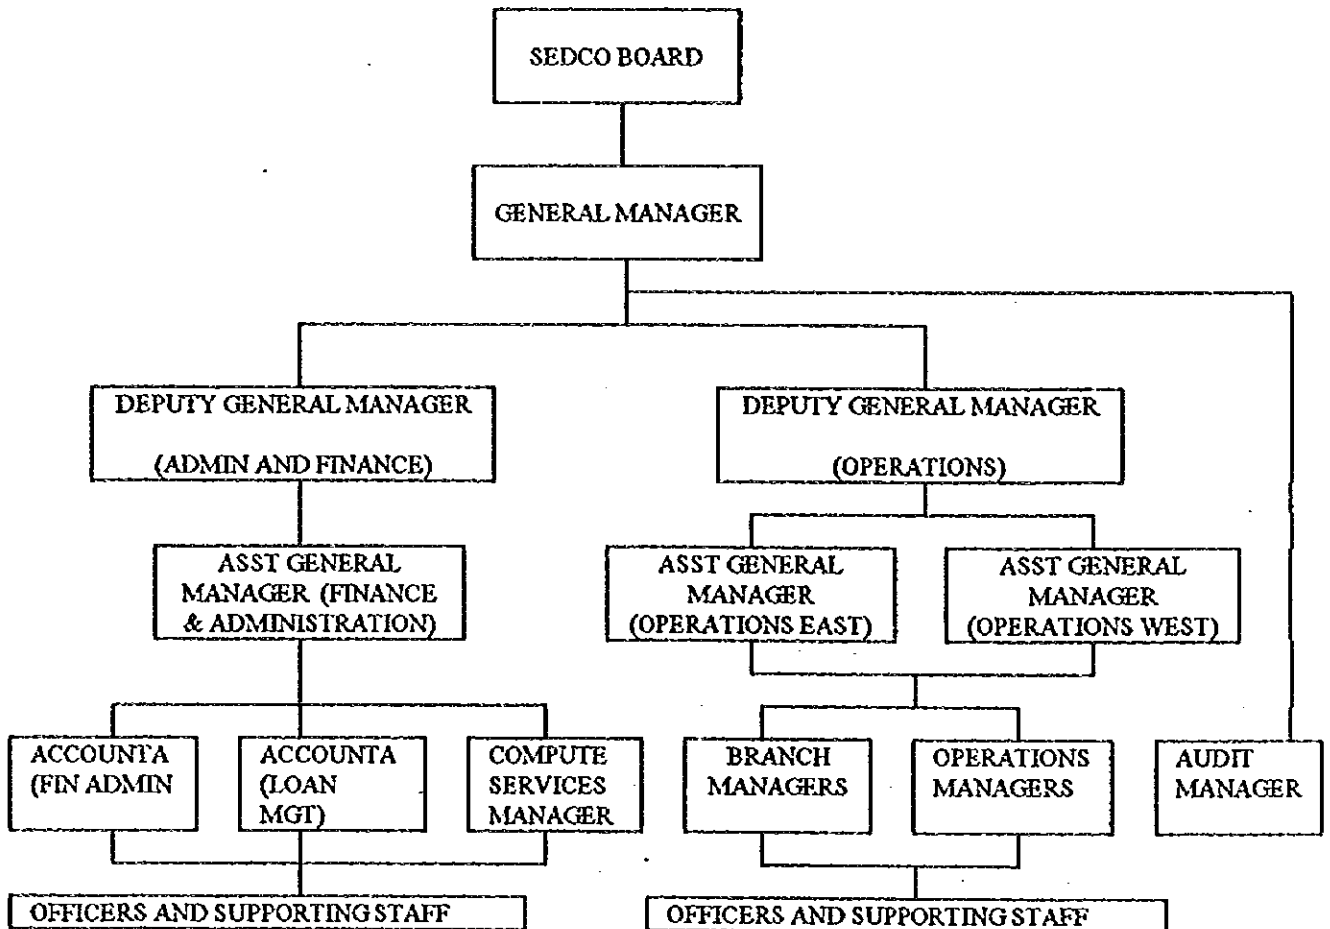 SEDCO BOARD
GENERAL MANAGER
DEPUTY GENERAL MANAGER
(ADMIN AND FINANCE)
DEPUTY GENERAL MANAGER
(OPERATIONS)
ASST GENERAL
MANAGER (FINANCE
& ADMINISTRATION)
ASST GENERAL
MANAGER
(OPERATIONS EAST)
ASST GENERAL
MANAGER
(OPERATIONS WEST)
ACCOUNTA
(FIN ADMIN
ACCOUNTA
(LOAN
MGT)
COMPUTE
SERVICES
MANAGER
BRANCH
MANAGERS
OPERATIONS
MANAGERS
AUDIT
MANAGER
OFFICERS AND SUPPORTING STAFF
OFFICERS AND SUPPORTING STAFF